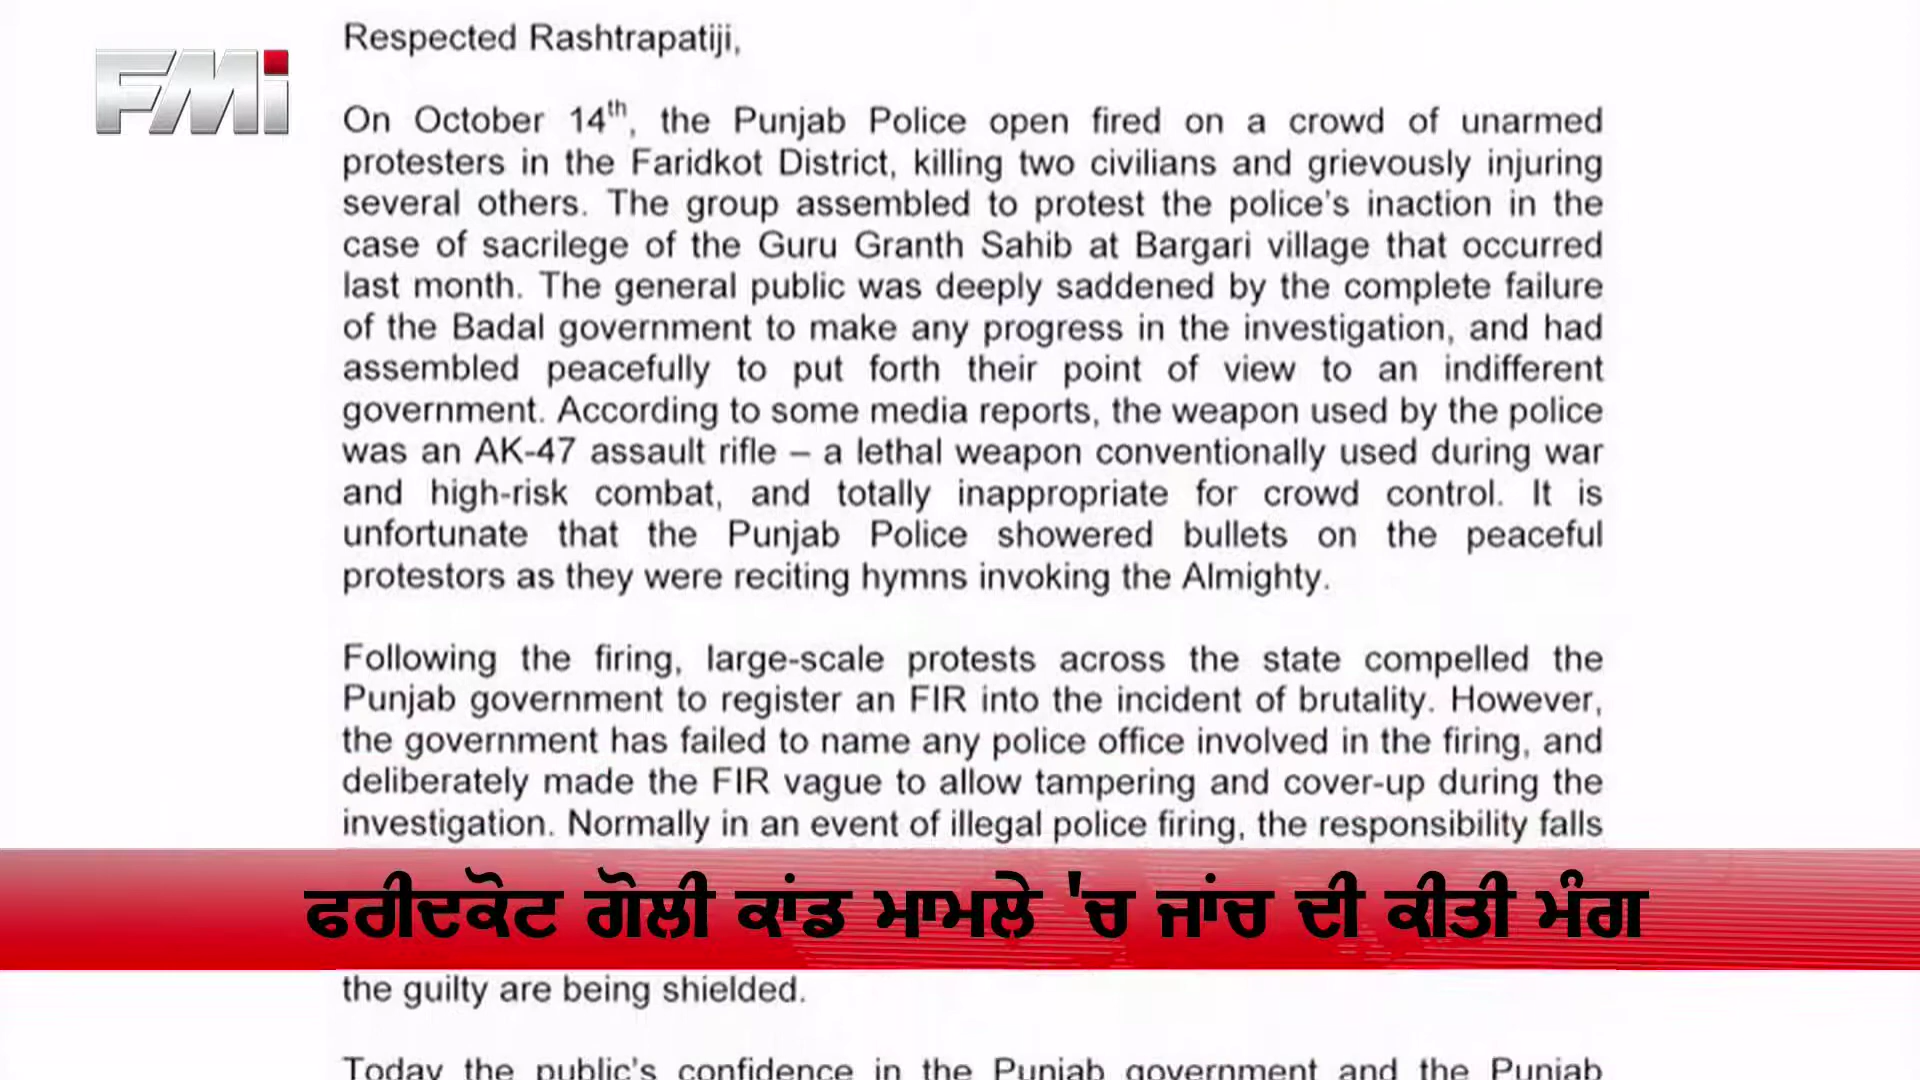 FMi
Respected Rashtrapatiji,
On October 14th, the Punjab Police open fired on a crowd of unarmed
protesters in the Faridkot District, killing two civilians and grievously injuring
several others. The group assembled to protest the police's inaction in the
case of sacrilege of the Guru Granth Sahib at Bargari village that occurred
last month. The general public was deeply saddened by the complete failure
of the Badal government to make any progress in the investigation, and had
assembled peacefully to put forth their point of view to an indifferent
government. According to some media reports, the weapon used by the police
was an AK-47 assault rifle – a lethal weapon conventionally used during war
and high-risk combat, and totally inappropriate for crowd control. It is
unfortunate that the Punjab Police showered bullets on the peaceful
protestors as they were reciting hymns invoking the Almighty.
Following the firing, large-scale protests across the state compelled the
Punjab government to register an FIR into the incident of brutality. However,
the government has failed to name any police office involved in the firing, and
deliberately made the FIR vague to allow tampering and cover-up during the
investigation. Normally in an event of illegal police firing, the responsibility falls
ਫਰੀਦਕੋਟ ਗੋਲੀ ਕਾਂਡ ਮਾਮਲੇ 'ਚ ਜਾਂਚ ਦੀ ਕੀਤੀ ਮੰਗ
the guilty are being shielded.
Today the public's confidence in the Punjab government and the Punjab